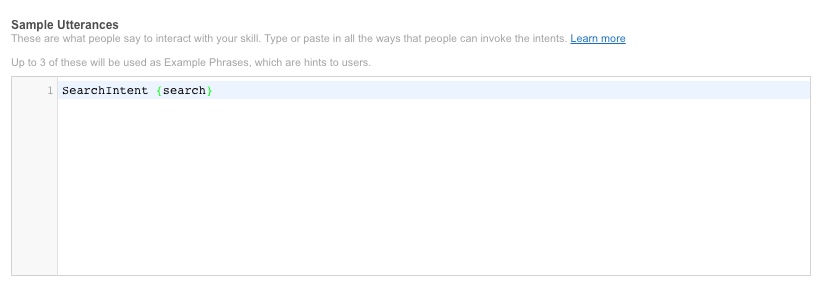 Sample Utterances
These are what people say to interact with your skill. Type or paste in all the ways that people can invoke the intents. Learn more
Up to 3 of these will be used as Example Phrases, which are hints to users.
1 SearchIntent {search}